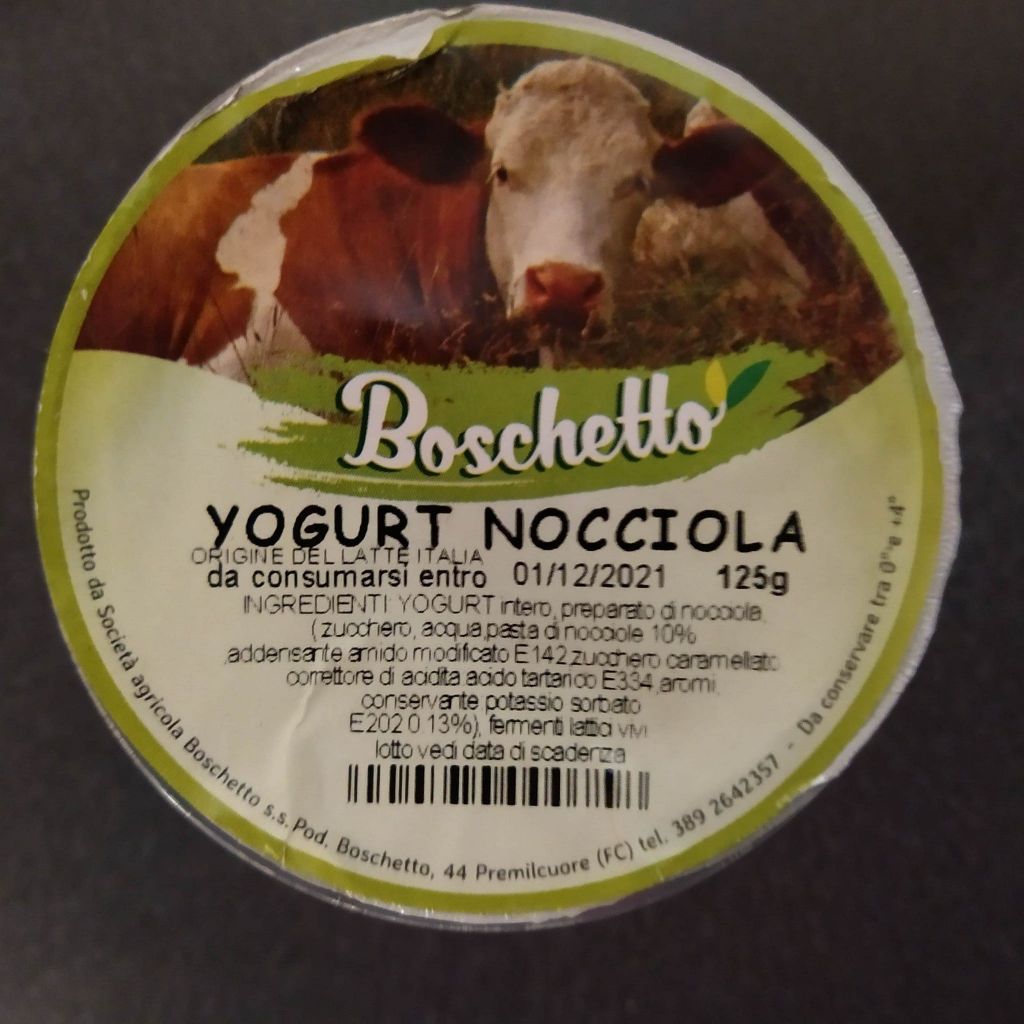 Boschetto
YOGURT NOCCIOLA
ORIGINE DEL LATTE ITALIA
da consumarsi entro 01/12/2021 125g
INGREDIENTI YOGURT intero, preparato di nocciola
( zucchero, acqua,pasta di nocciole 10%
,addensante amido modificato E142,zucchero caramellato
correttore di acidita acido tartarico E334,aromi,
conservante potassio sorbato
E202 0.13%), fermenti lattici vivi
lotto vedi data di scadenza
Prodotto da Società agricola Boschetto s.s. Pod. Boschetto, 44 Premilcuore (FC) tel. 389 2642357 - Da conservare tra 0° e +4°